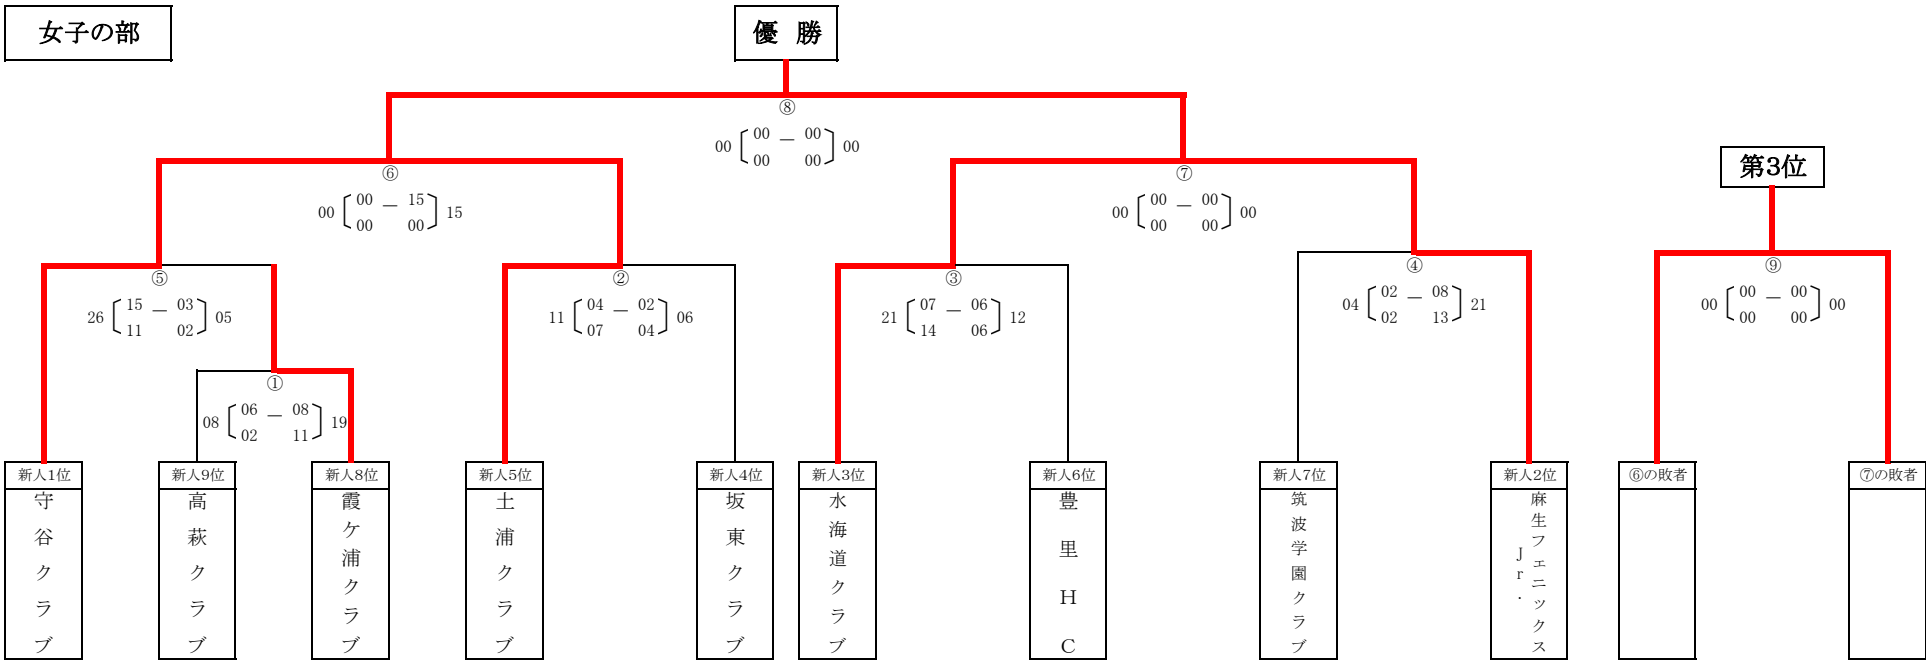 女子の部
優 勝
⑧
00 00 － 00 00
00 00
第3位
⑥
00 00 － 15 15
00 00
⑦
00 00 － 00 00
00 00
⑤
26 15 － 03 05
11 02
②
11 04 － 02 06
07 04
③
21 07 － 06 12
14 06
④
04 02 － 08 21
02 13
⑨
00 00 － 00 00
00 00
①
08 06 － 08 19
02 11
新人1位
守谷クラブ
新人9位
高萩クラブ
新人8位
霞ケ浦クラブ
新人5位
土浦クラブ
新人4位
坂東クラブ
新人3位
水海道クラブ
新人6位
豊里ＨＣ
新人7位
筑波学園クラブ
新人2位
麻生フェニックス
Ｊｒ．
⑥の敗者
⑦の敗者